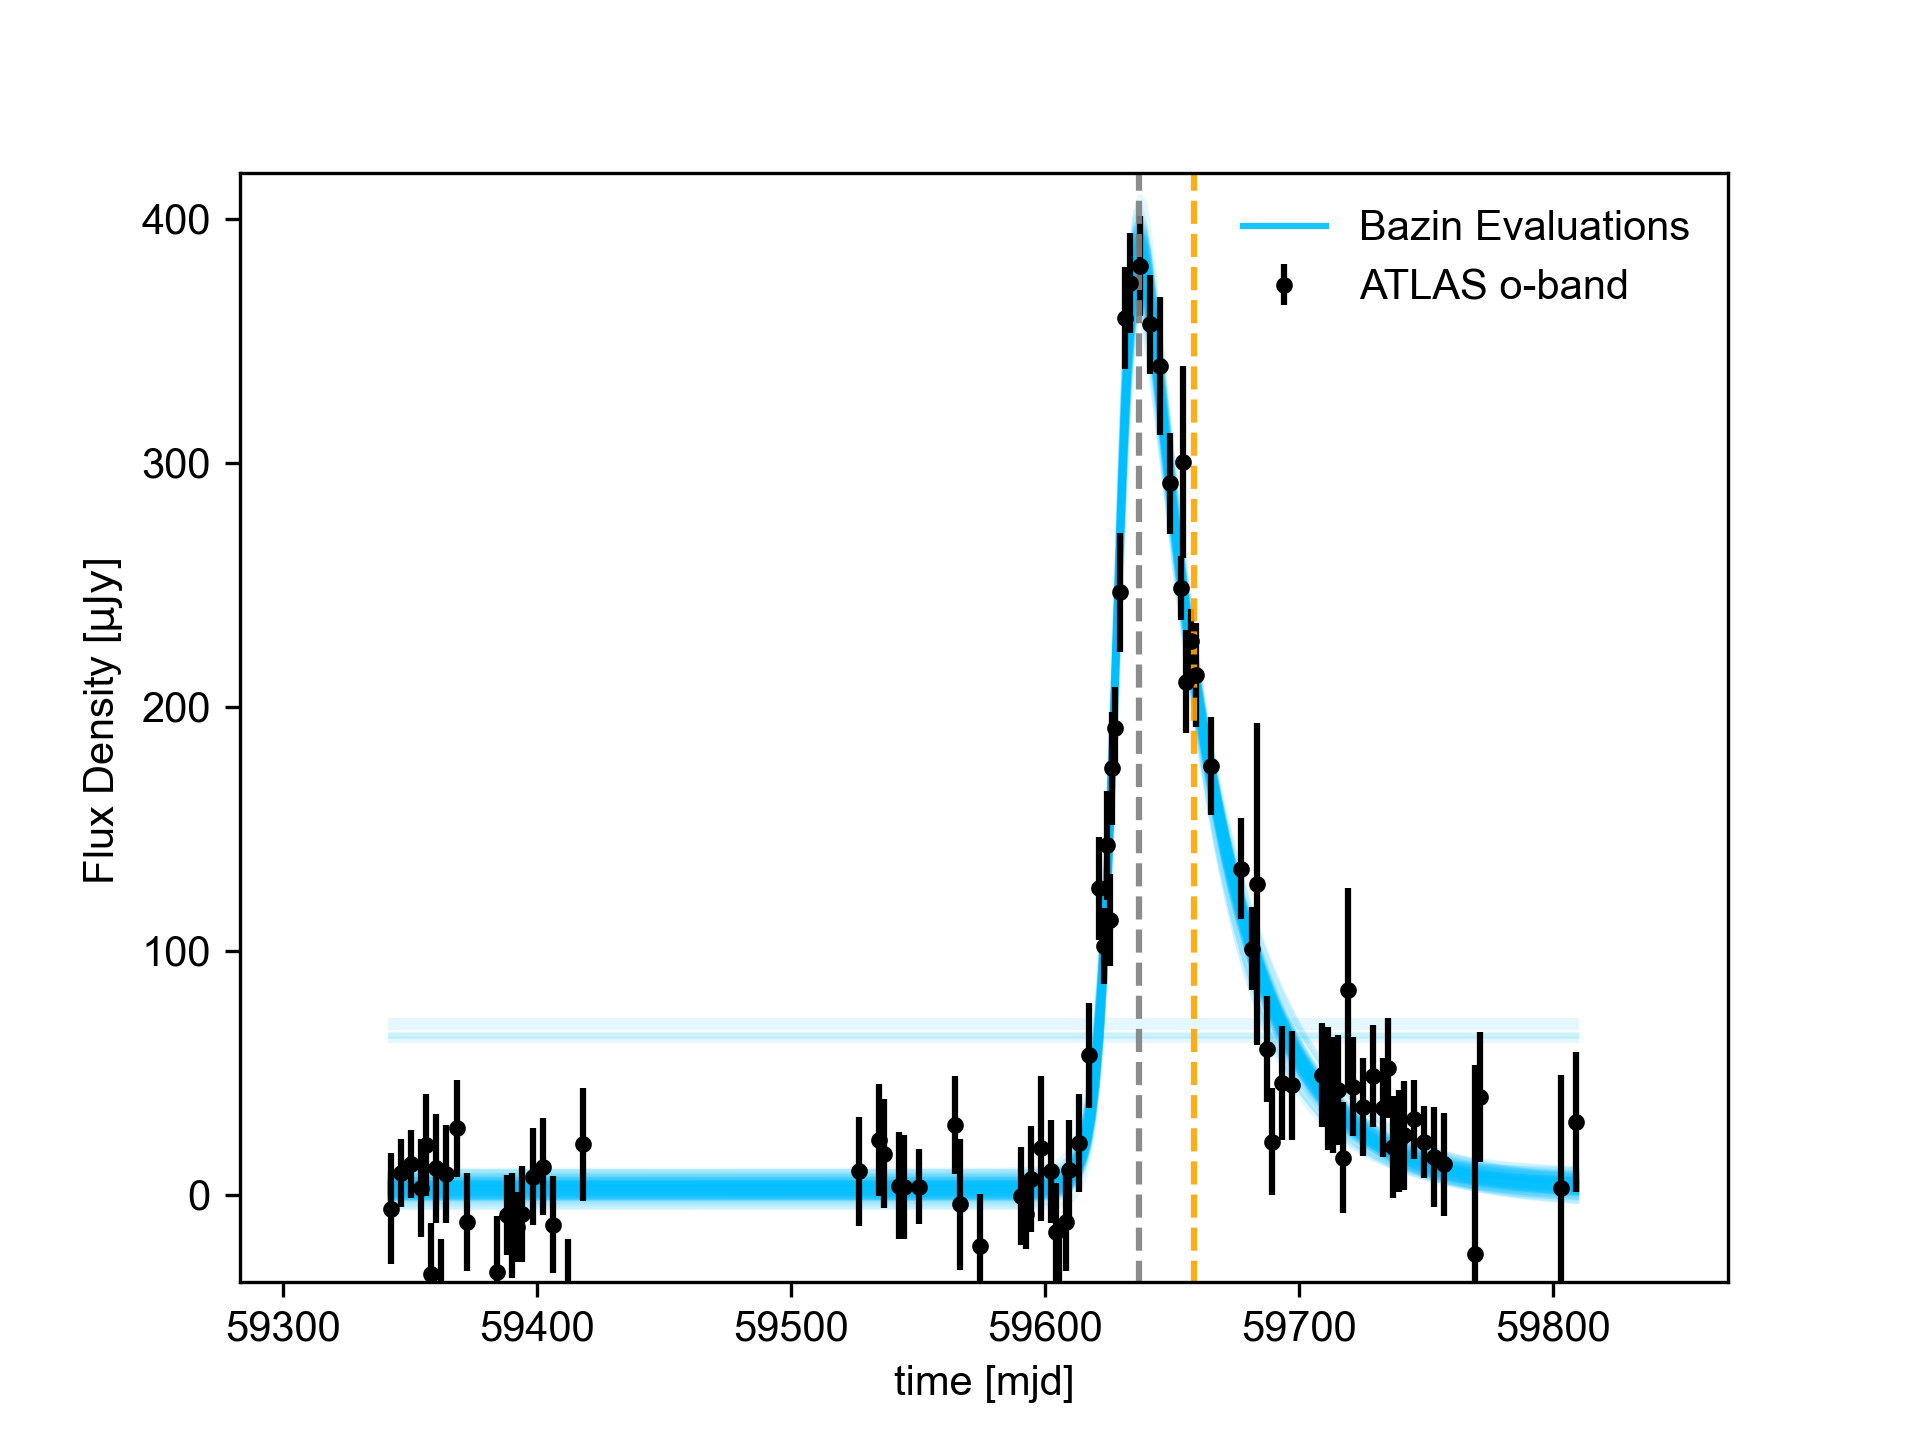 Bazin Evaluations
ATLAS o-band
400
300
200
100
0
Flux Density [µJy]
59300 59400 59500 59600 59700 59800
time [mjd]